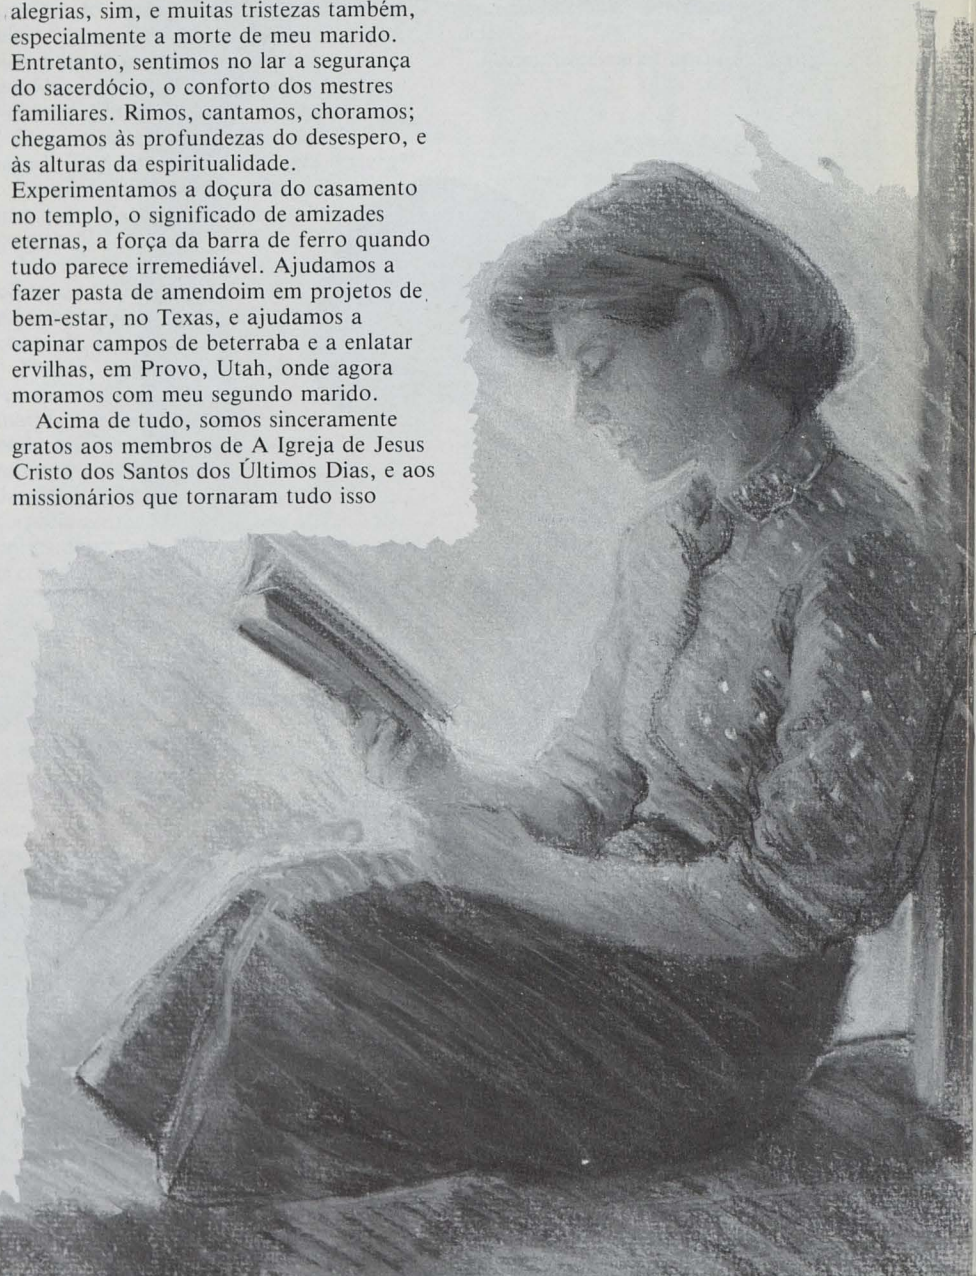 alegrias, sim, e muitas tristezas também,
especialmente a morte de meu marido.
Entretanto, sentimos no lar a segurança
do sacerdócio, o conforto dos mestres
familiares. Rimos, cantamos, choramos;
chegamos às profundezas do desespero, e
às alturas da espiritualidade.
Experimentamos a doçura do casamento
no templo, o significado de amizades
eternas, a força da barra de ferro quando
tudo parece irremediável. Ajudamos a
fazer pasta de amendoim em projetos de
bem-estar, no Texas, e ajudamos a
capinar campos de beterraba e a enlatar
ervilhas, em Provo, Utah, onde agora
moramos com meu segundo marido.
Acima de tudo, somos sinceramente
gratos aos membros de A Igreja de Jesus
Cristo dos Santos dos Últimos Dias, e aos
missionários que tornaram tudo isso